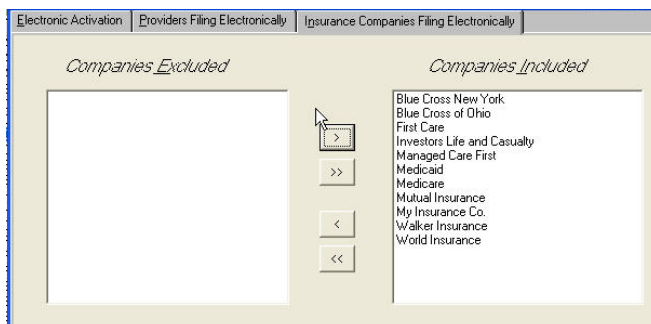 Electronic Activation
Providers Filing Electronically
Insurance Companies Filing Electronically
Companies Excluded
Companies Included
>
>>
<
<<
Blue Cross New York
Blue Cross of Ohio
First Care
Investors Life and Casualty
Managed Care First
Medicaid
Medicare
Mutual Insurance
My Insurance Co.
Walker Insurance
World Insurance